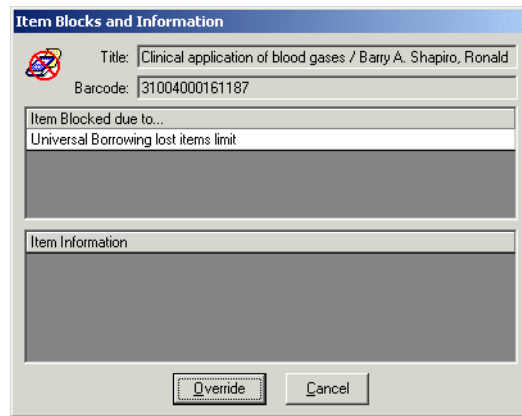 Item Blocks and Information
Title: Clinical application of blood gases / Barry A. Shapiro, Ronald
Barcode: 31004000161187
Item Blocked due to...
Universal Borrowing lost items limit
Item Information
Override Cancel